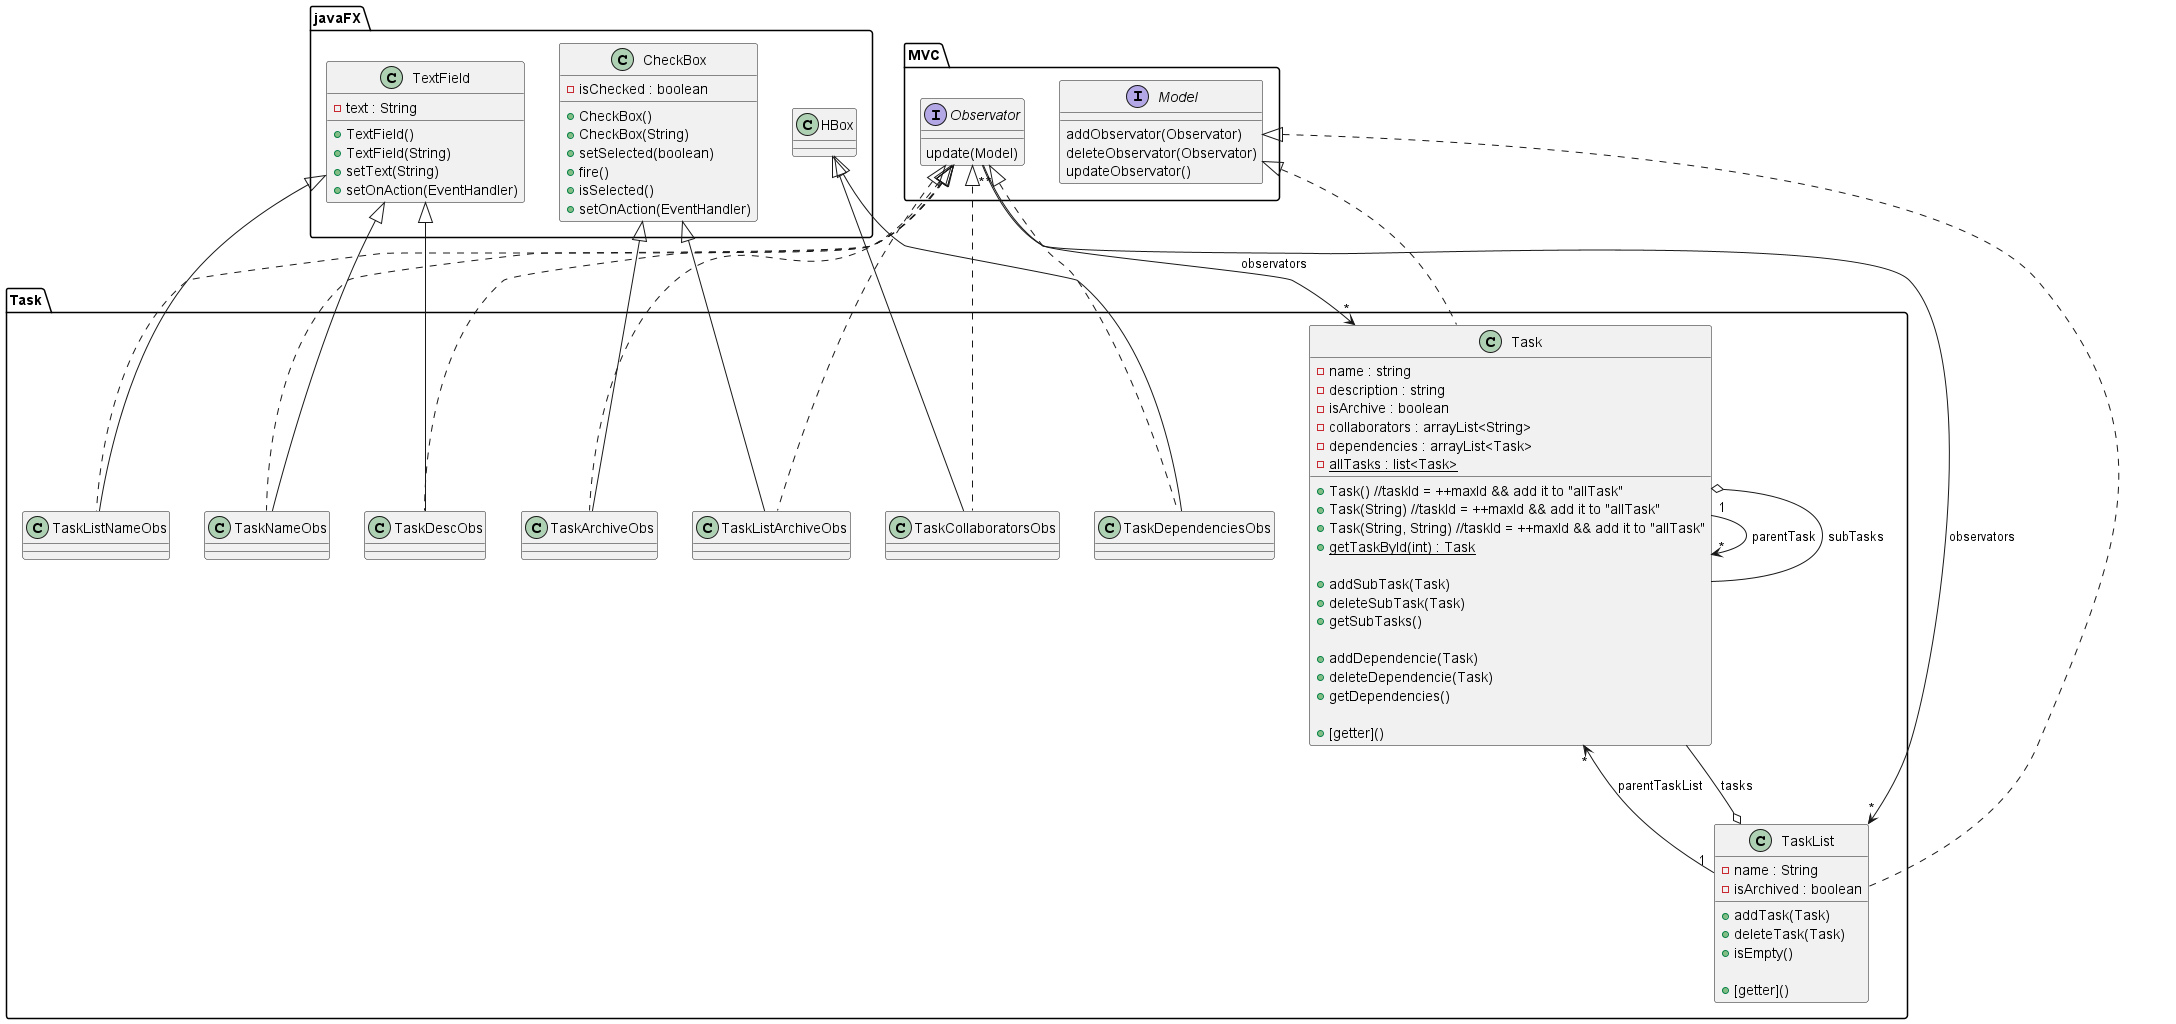 javaFX
C TextField
text : String
TextField()
TextField(String)
setText(String)
setOnAction(EventHandler)
C CheckBox
isChecked : boolean
CheckBox()
CheckBox(String)
setSelected(boolean)
fire()
isSelected()
setOnAction(EventHandler)
C HBox
MVC
I Observator
update(Model)
I Model
addObservator(Observator)
deleteObservator(Observator)
updateObservator()
* *
observators
*
Task
C Task
name : string
description : string
isArchive : boolean
collaborators : arrayList<String>
dependencies : arrayList<Task>
allTasks : list<Task>
Task() //taskId = ++maxId && add it to "allTask"
Task(String) //taskId = ++maxId && add it to "allTask"
Task(String, String) //taskId = ++maxId && add it to "allTask"
getTaskById(int) : Task
addSubTask(Task)
deleteSubTask(Task)
getSubTasks()
addDependencie(Task)
deleteDependencie(Task)
getDependencies()
[getter]()
1
*
parentTask
subTasks
observators
C TaskListNameObs
C TaskNameObs
C TaskDescObs
C TaskArchiveObs
C TaskListArchiveObs
C TaskCollaboratorsObs
C TaskDependenciesObs
*
parentTaskList
tasks
*
1
C TaskList
name : String
isArchived : boolean
addTask(Task)
deleteTask(Task)
isEmpty()
[getter]()